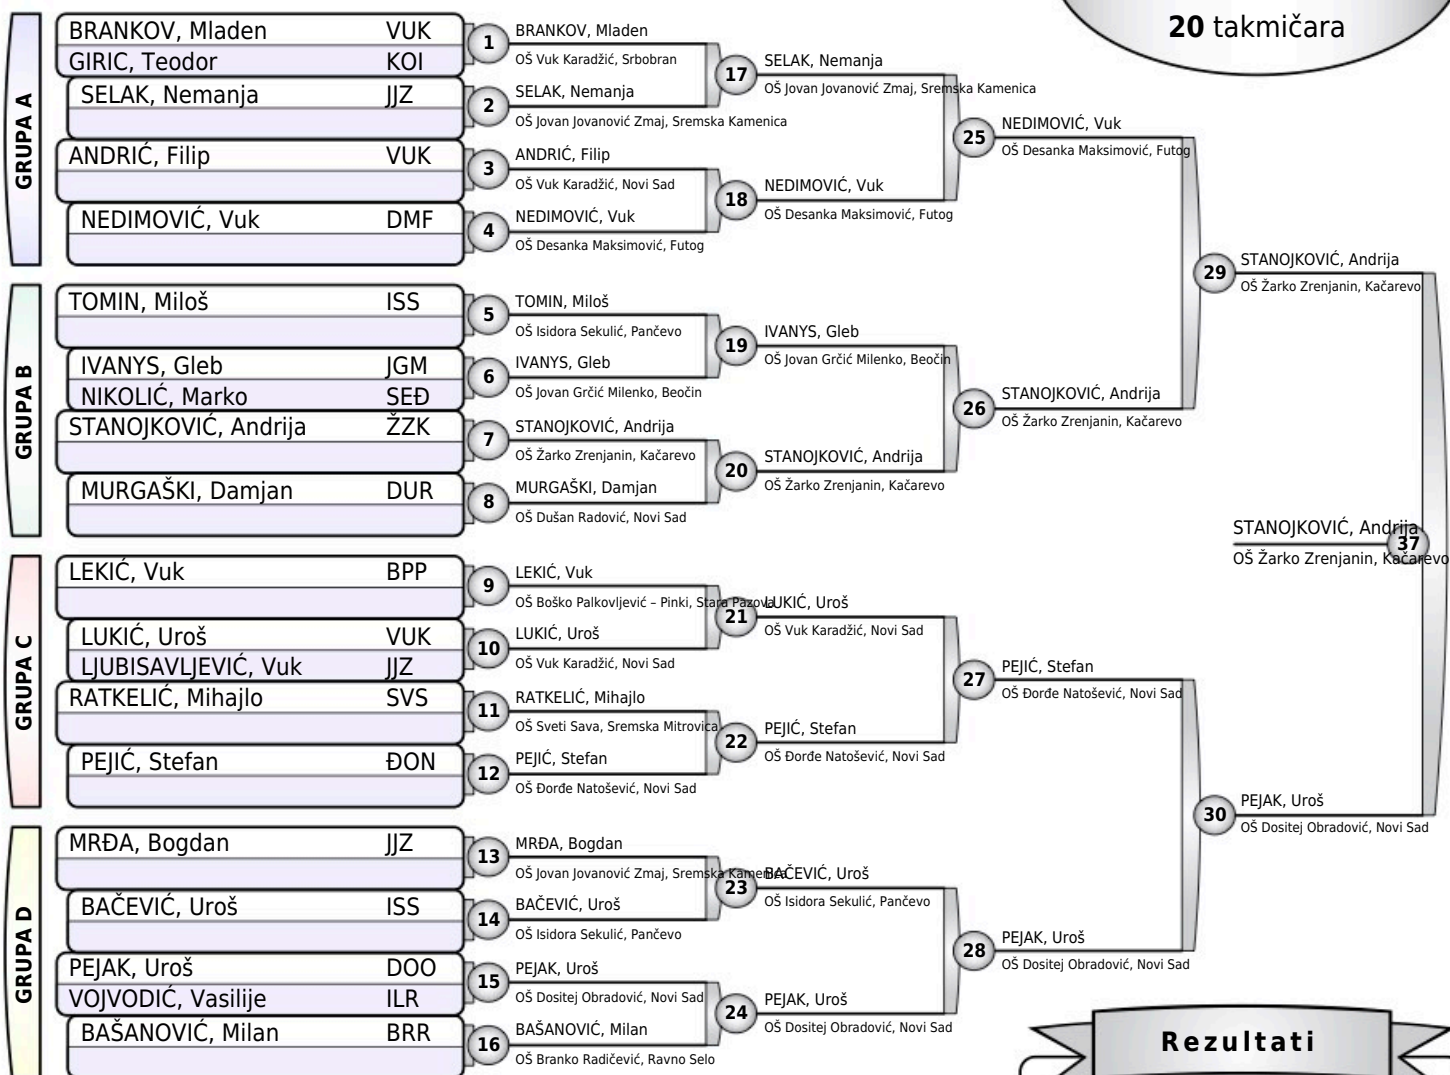 20 takmičara
GRUPA A
BRANKOV, Mladen VUK
GIRIC, Teodor KOI
SELAK, Nemanja JJZ
ANDRIĆ, Filip VUK
NEDIMOVIĆ, Vuk DMF
GRUPA B
TOMIN, Miloš ISS
IVANYS, Gleb JGM
NIKOLIĆ, Marko SEĐ
STANOJKOVIĆ, Andrija ŽZK
MURGAŠKI, Damjan DUR
GRUPA C
LEKIĆ, Vuk BPP
LUKIĆ, Uroš VUK
LJUBISAVLJEVIĆ, Vuk JJZ
RATKELIĆ, Mihajlo SVS
PEJIĆ, Stefan ĐON
GRUPA D
MRĐA, Bogdan JJZ
BAČEVIĆ, Uroš ISS
PEJAK, Uroš DOO
VOJVODIĆ, Vasilije ILR
BAŠANOVIĆ, Milan BRR
1 BRANKOV, Mladen
OŠ Vuk Karadžić, Srbobran
2 SELAK, Nemanja
OŠ Jovan Jovanović Zmaj, Sremska Kamenica
3 ANDRIĆ, Filip
OŠ Vuk Karadžić, Novi Sad
4 NEDIMOVIĆ, Vuk
OŠ Desanka Maksimović, Futog
5 TOMIN, Miloš
OŠ Isidora Sekulić, Pančevo
6 IVANYS, Gleb
OŠ Jovan Grčić Milenko, Beočin
7 STANOJKOVIĆ, Andrija
OŠ Žarko Zrenjanin, Kačarevo
8 MURGAŠKI, Damjan
OŠ Dušan Radović, Novi Sad
9 LEKIĆ, Vuk
OŠ Boško Palkovljević – Pinki, Stara Pazova
10 LUKIĆ, Uroš
OŠ Vuk Karadžić, Novi Sad
11 RATKELIĆ, Mihajlo
OŠ Sveti Sava, Sremska Mitrovica
12 PEJIĆ, Stefan
OŠ Đorđe Natošević, Novi Sad
13 MRĐA, Bogdan
OŠ Jovan Jovanović Zmaj, Sremska Kamenica
14 BAČEVIĆ, Uroš
OŠ Isidora Sekulić, Pančevo
15 PEJAK, Uroš
OŠ Dositej Obradović, Novi Sad
16 BAŠANOVIĆ, Milan
OŠ Branko Radičević, Ravno Selo
17 SELAK, Nemanja
OŠ Jovan Jovanović Zmaj, Sremska Kamenica
18 NEDIMOVIĆ, Vuk
OŠ Desanka Maksimović, Futog
19 IVANYS, Gleb
OŠ Jovan Grčić Milenko, Beočin
20 STANOJKOVIĆ, Andrija
OŠ Žarko Zrenjanin, Kačarevo
21 LUKIĆ, Uroš
OŠ Vuk Karadžić, Novi Sad
22 PEJIĆ, Stefan
OŠ Đorđe Natošević, Novi Sad
23 BAČEVIĆ, Uroš
OŠ Isidora Sekulić, Pančevo
24 PEJAK, Uroš
OŠ Dositej Obradović, Novi Sad
25 NEDIMOVIĆ, Vuk
OŠ Desanka Maksimović, Futog
26 STANOJKOVIĆ, Andrija
OŠ Žarko Zrenjanin, Kačarevo
27 PEJIĆ, Stefan
OŠ Đorđe Natošević, Novi Sad
28 PEJAK, Uroš
OŠ Dositej Obradović, Novi Sad
29 STANOJKOVIĆ, Andrija
OŠ Žarko Zrenjanin, Kačarevo
30 PEJAK, Uroš
OŠ Dositej Obradović, Novi Sad
STANOJKOVIĆ, Andrija
37
OŠ Žarko Zrenjanin, Kačarevo
Rezultati